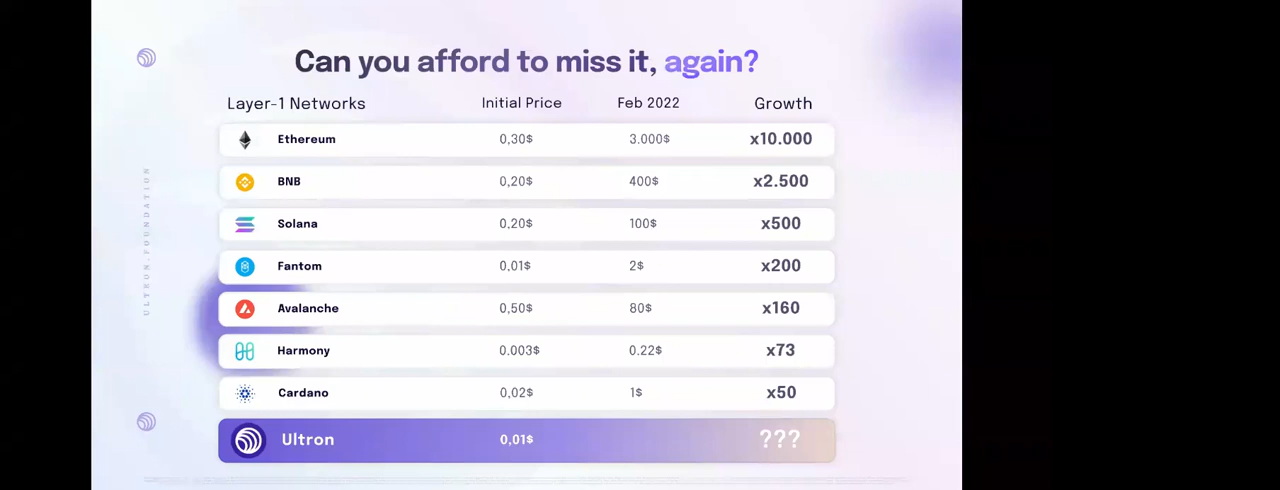 Can you afford to miss it, again?
Layer-1 Networks Initial Price Feb 2022 Growth
Ethereum 0,30$ 3.000$ x10.000
BNB 0,20$ 400$ x2.500
Solana 0,20$ 100$ x500
Fantom 0,01$ 2$ x200
Avalanche 0,50$ 80$ x160
Harmony 0.003$ 0.22$ x73
Cardano 0,02$ 1$ x50
Ultron 0,01$ ???
ULTRON.FOUNDATION